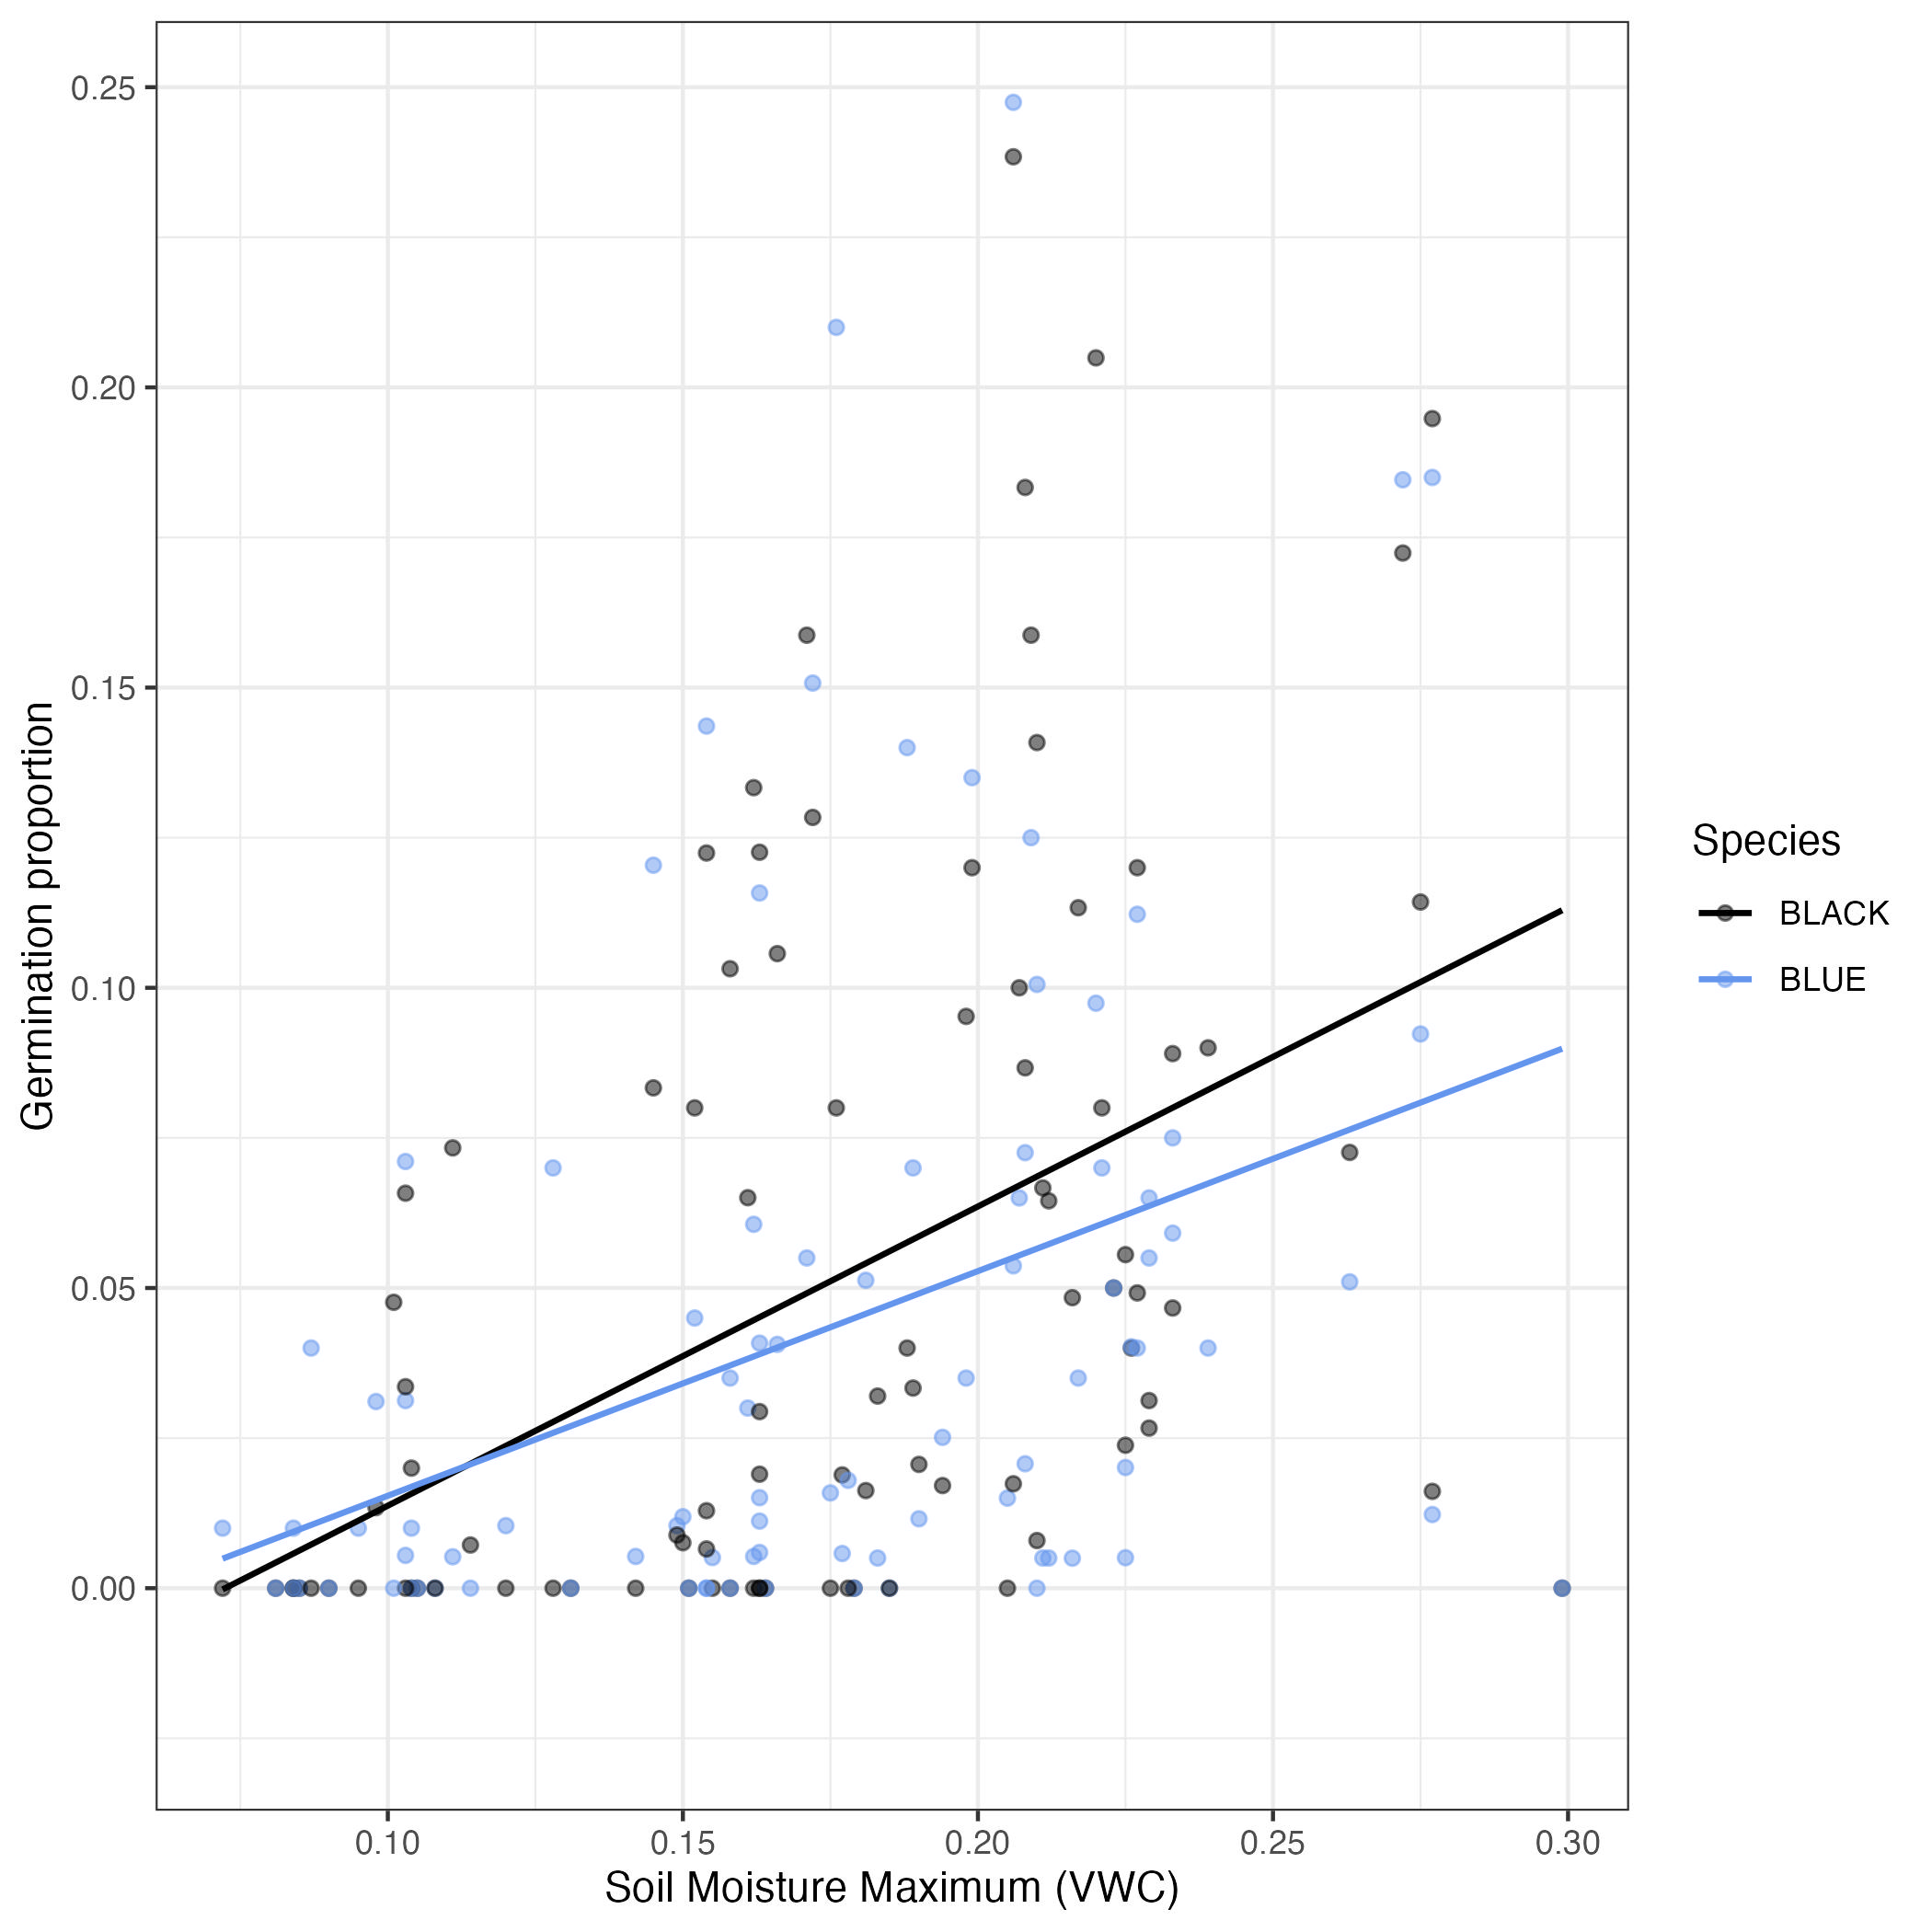 0.25
0.20
0.15
0.10
0.05
0.00
Germination proportion
0.10 0.15 0.20 0.25 0.30
Soil Moisture Maximum (VWC)
Species
BLACK
BLUE